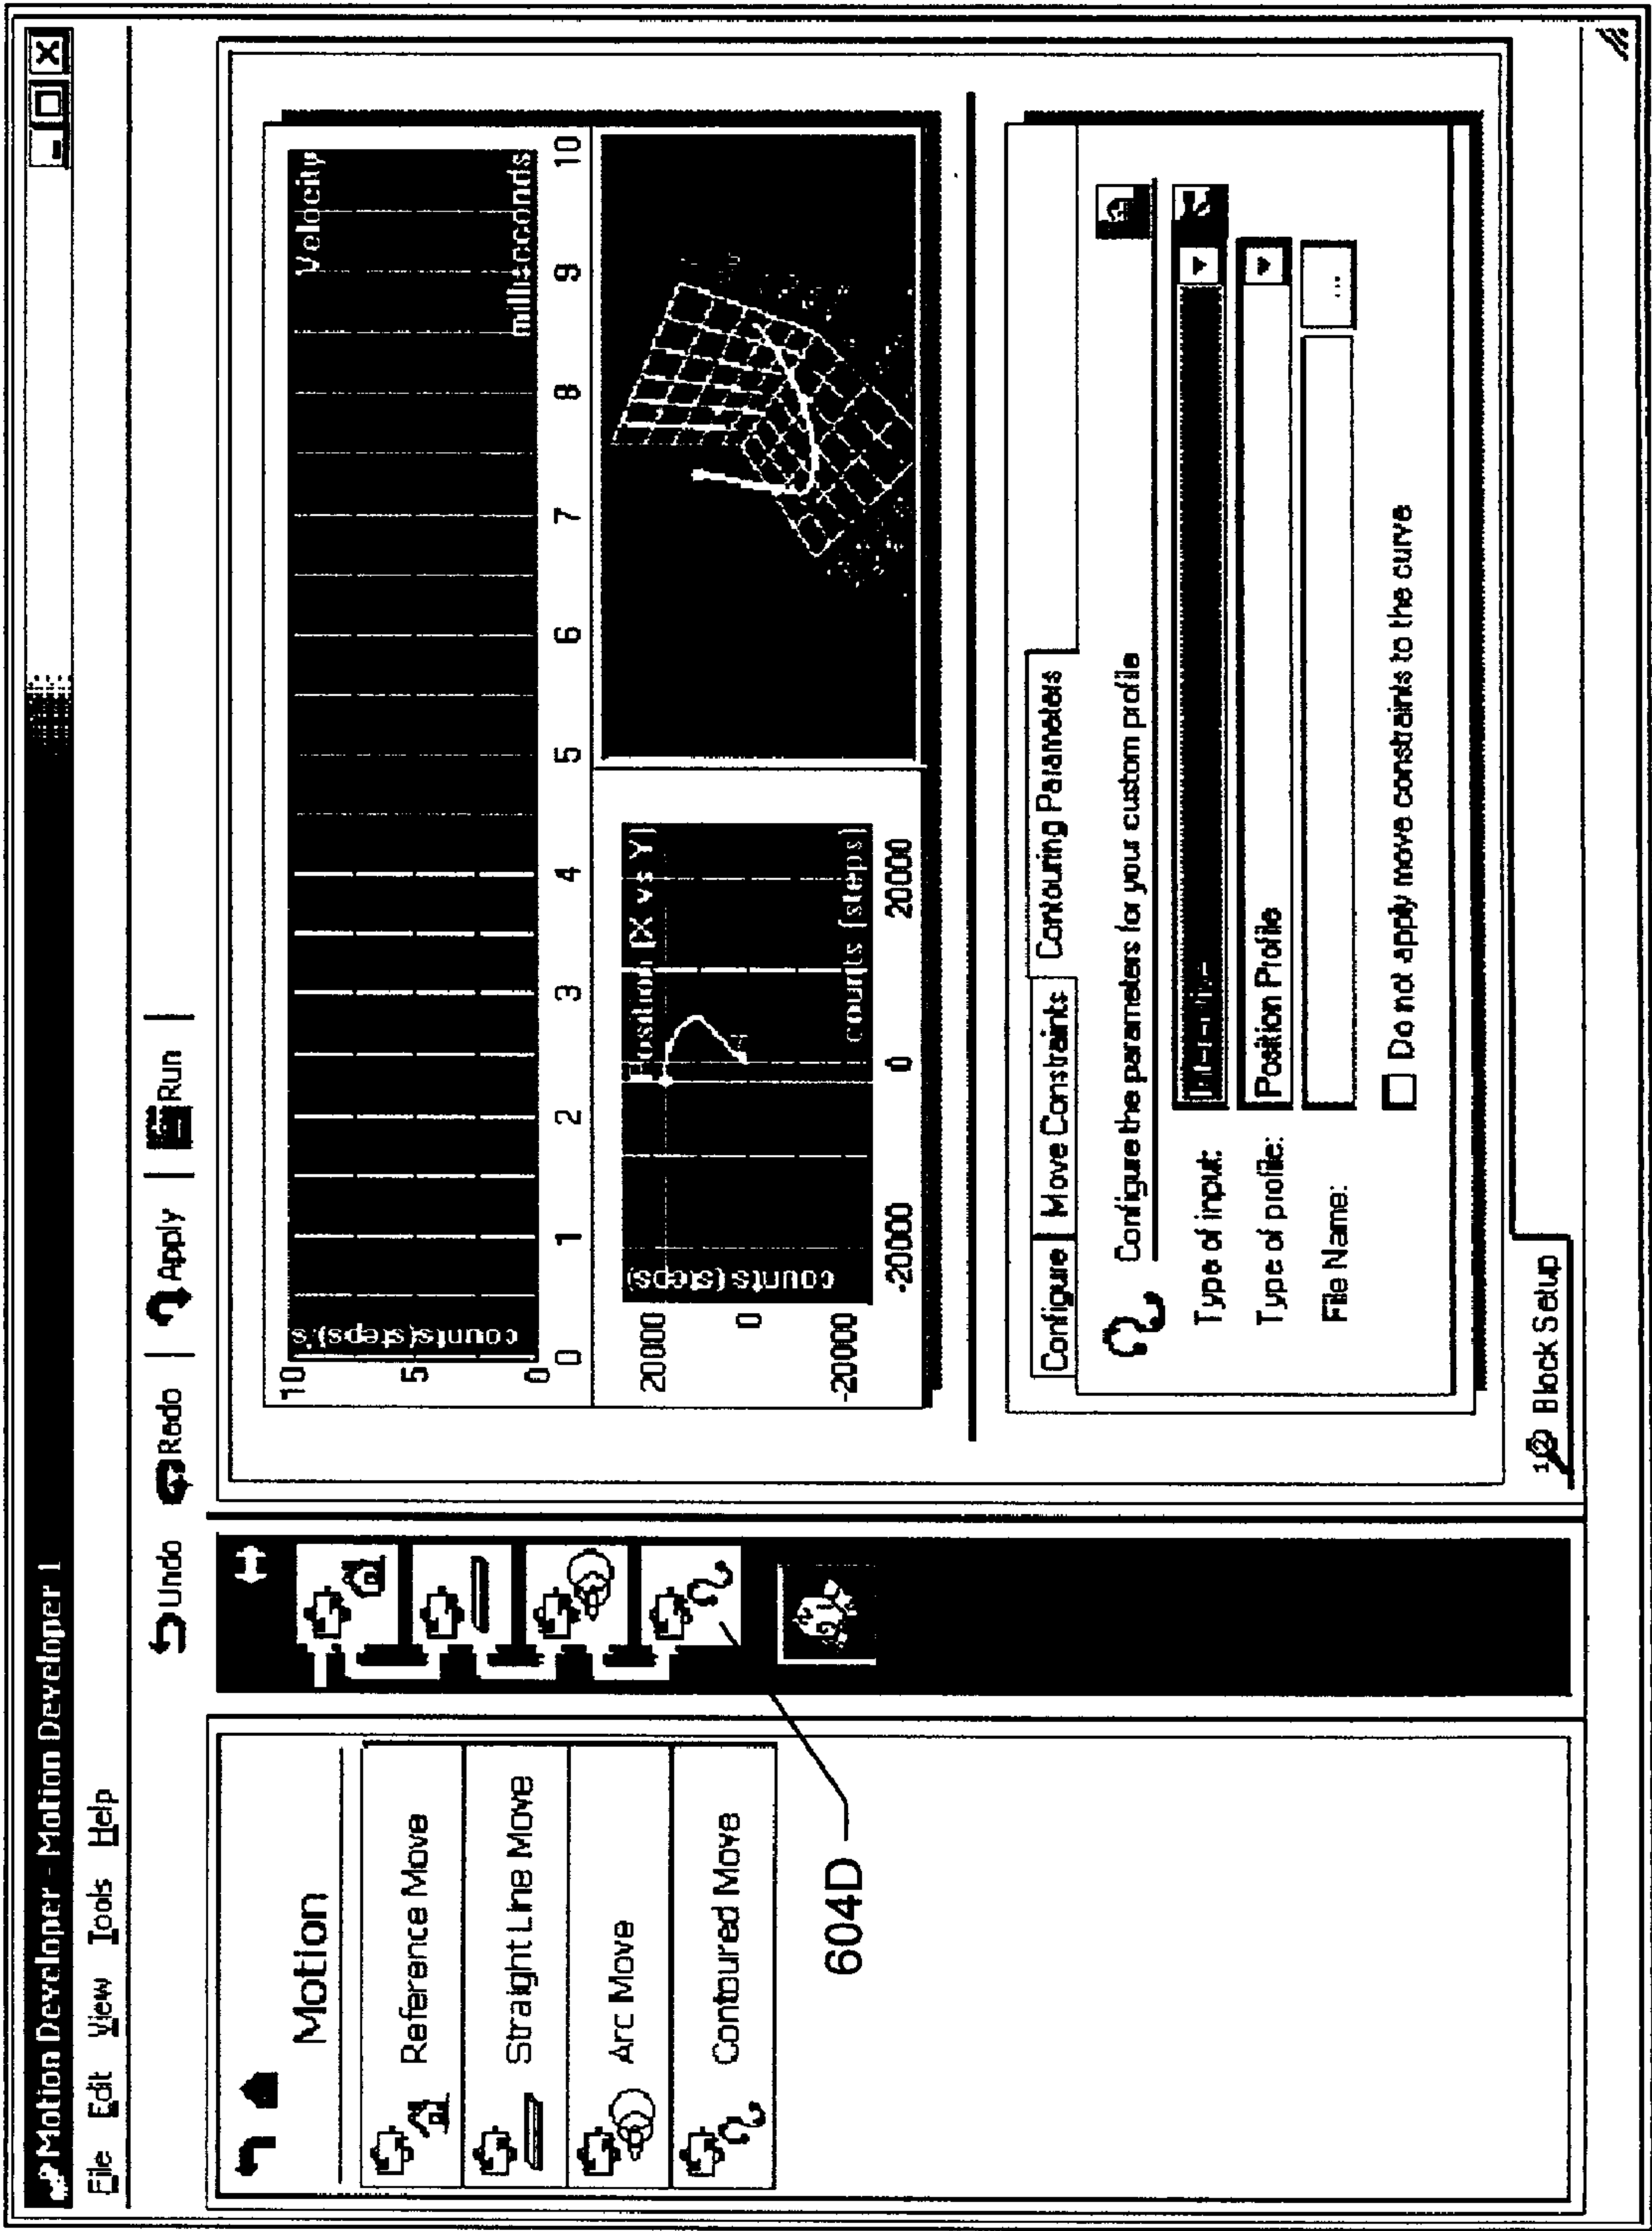 Motion Developer - Motion Developer 1
File Edit View Tools Help
Undo Redo Apply Run
Motion
Reference Move
Straight Line Move
Arc Move
Contoured Move
604D
Velocity
counts(steps)/s
milliseconds
10
5
0
0 1 2 3 4 5 6 7 8 9 10
Position (X vs Y)
counts(steps)
counts (steps)
20000
0
-20000
-20000 0 20000
Configure Move Constraints Contouring Parameters
Configure the parameters for your custom profile
Type of input:
Type of profile: Position Profile
File Name: ...
Do not apply move constraints to the curve
Block Setup